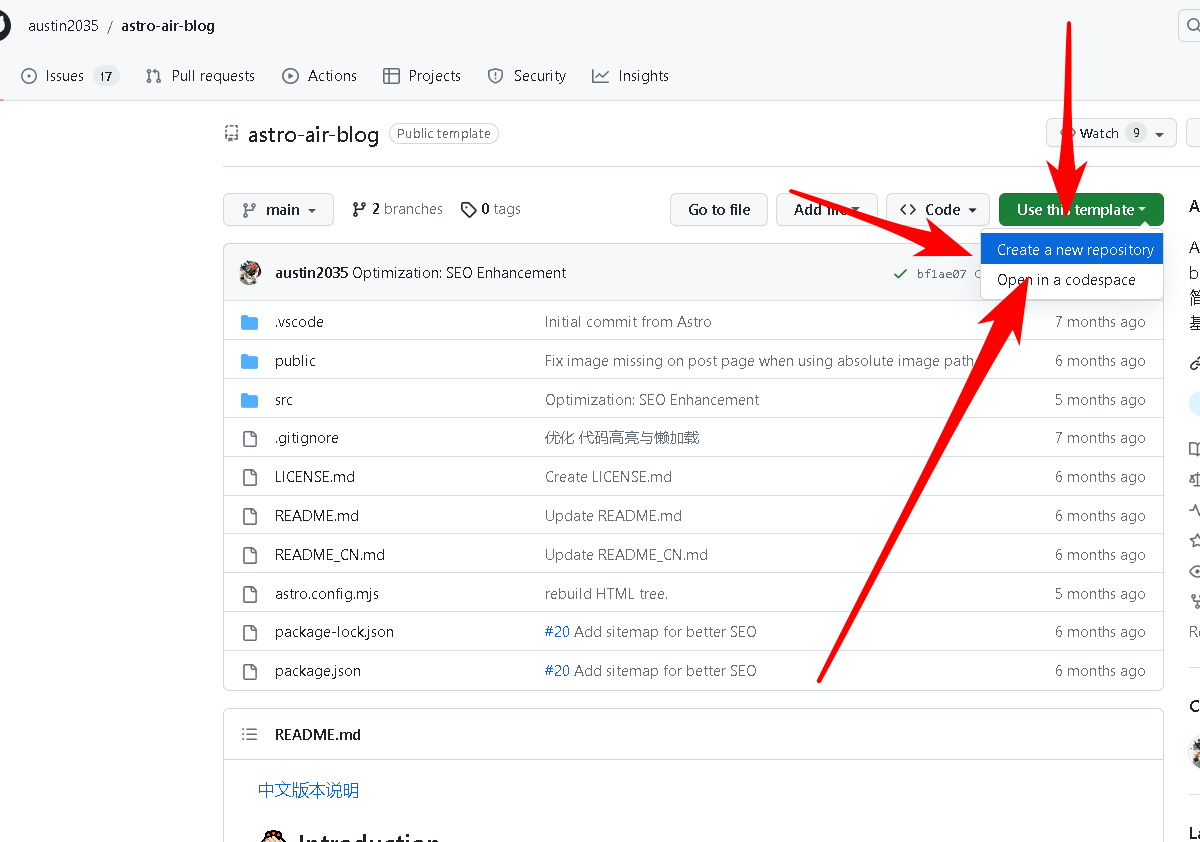 austin2035 / astro-air-blog
Issues 17 Pull requests Actions Projects Security Insights
astro-air-blog Public template
Watch 9
main 2 branches 0 tags Go to file Add file Code Use this template
Create a new repository
Open in a codespace
austin2035 Optimization: SEO Enhancement bf1ae07
.vscode Initial commit from Astro 7 months ago
public Fix image missing on post page when using absolute image path 6 months ago
src Optimization: SEO Enhancement 5 months ago
.gitignore 优化 代码高亮与懒加载 7 months ago
LICENSE.md Create LICENSE.md 6 months ago
README.md Update README.md 6 months ago
README_CN.md Update README_CN.md 6 months ago
astro.config.mjs rebuild HTML tree. 5 months ago
package-lock.json #20 Add sitemap for better SEO 6 months ago
package.json #20 Add sitemap for better SEO 6 months ago
README.md
中文版本说明
Introduction